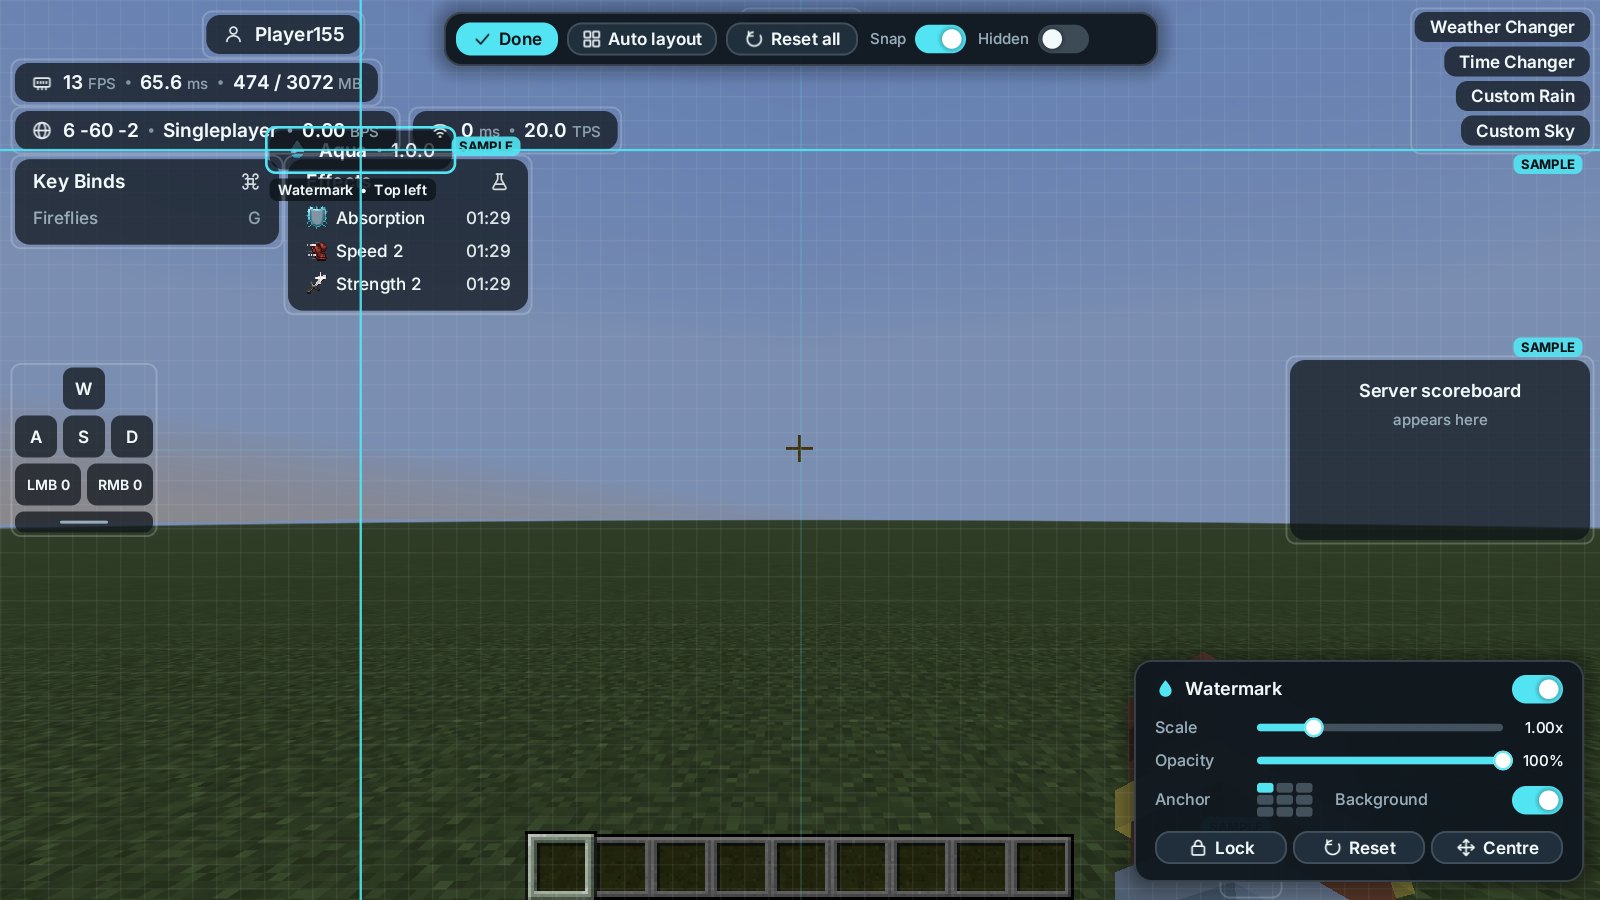 Player155
Done
Auto layout
Reset all
Snap
Hidden
Weather Changer
Time Changer
Custom Rain
Custom Sky
SAMPLE
13 FPS • 65.6 ms • 474 / 3072 MB
6 -60 -2 • Singleplayer • 0.00 BPS
0 ms • 20.0 TPS
Aqua 1.0.0
SAMPLE
Watermark • Top left
Key Binds
Fireflies G
Effects
Absorption 01:29
Speed 2 01:29
Strength 2 01:29
W
A S D
LMB 0 RMB 0
SAMPLE
Server scoreboard
appears here
Watermark
Scale 1.00x
Opacity 100%
Anchor Background
Lock Reset Centre